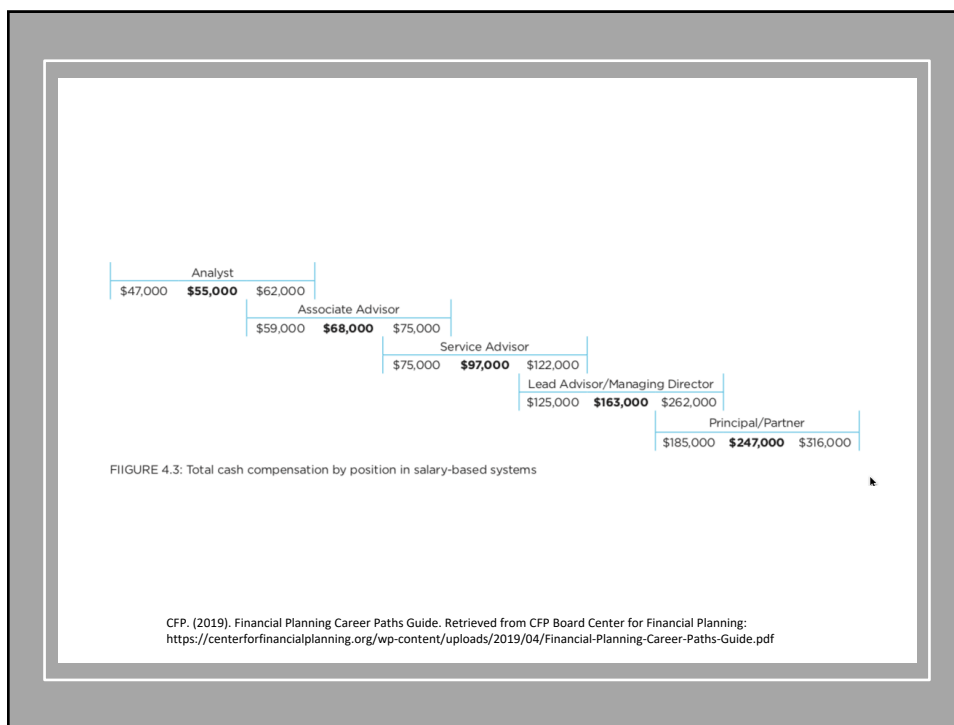 Analyst
$47,000 $55,000 $62,000
Associate Advisor
$59,000 $68,000 $75,000
Service Advisor
$75,000 $97,000 $122,000
Lead Advisor/Managing Director
$125,000 $163,000 $262,000
Principal/Partner
$185,000 $247,000 $316,000
FIIGURE 4.3: Total cash compensation by position in salary-based systems
CFP. (2019). Financial Planning Career Paths Guide. Retrieved from CFP Board Center for Financial Planning:
https://centerforfinancialplanning.org/wp-content/uploads/2019/04/Financial-Planning-Career-Paths-Guide.pdf